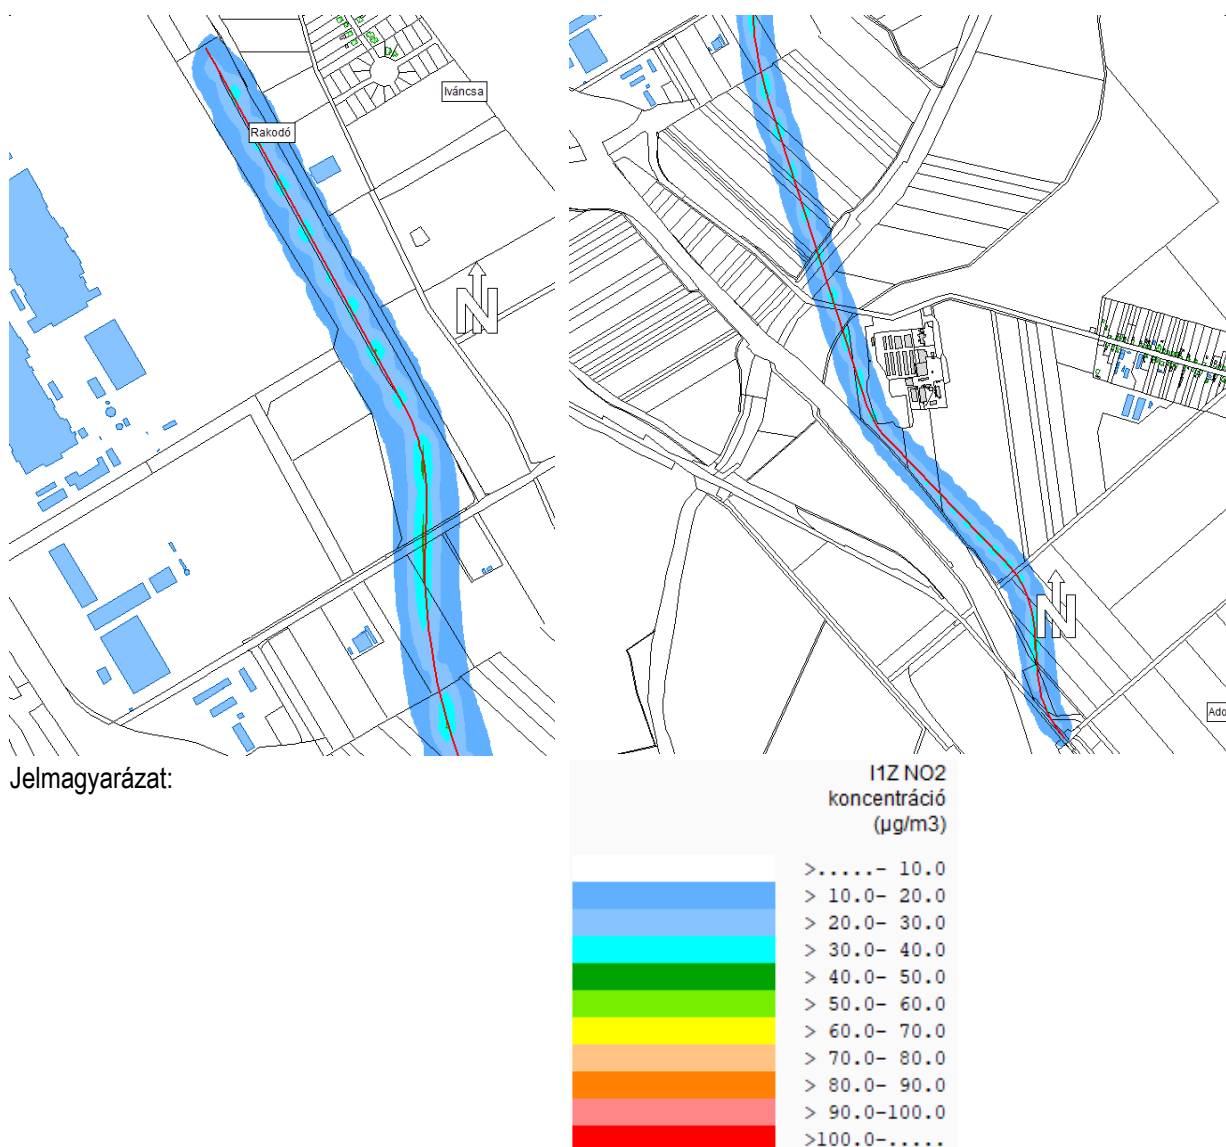 Iváncsa
Rakodó
N
N
Ado
Jelmagyarázat:
I1Z NO2
koncentráció
(µg/m3)
>.....- 10.0
> 10.0- 20.0
> 20.0- 30.0
> 30.0- 40.0
> 40.0- 50.0
> 50.0- 60.0
> 60.0- 70.0
> 70.0- 80.0
> 80.0- 90.0
> 90.0-100.0
>100.0-.....